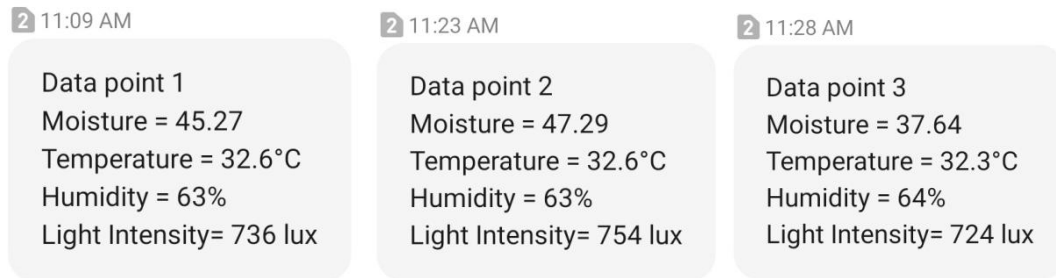 2 11:09 AM
Data point 1
Moisture = 45.27
Temperature = 32.6°C
Humidity = 63%
Light Intensity= 736 lux
2 11:23 AM
Data point 2
Moisture = 47.29
Temperature = 32.6°C
Humidity = 63%
Light Intensity= 754 lux
2 11:28 AM
Data point 3
Moisture = 37.64
Temperature = 32.3°C
Humidity = 64%
Light Intensity= 724 lux